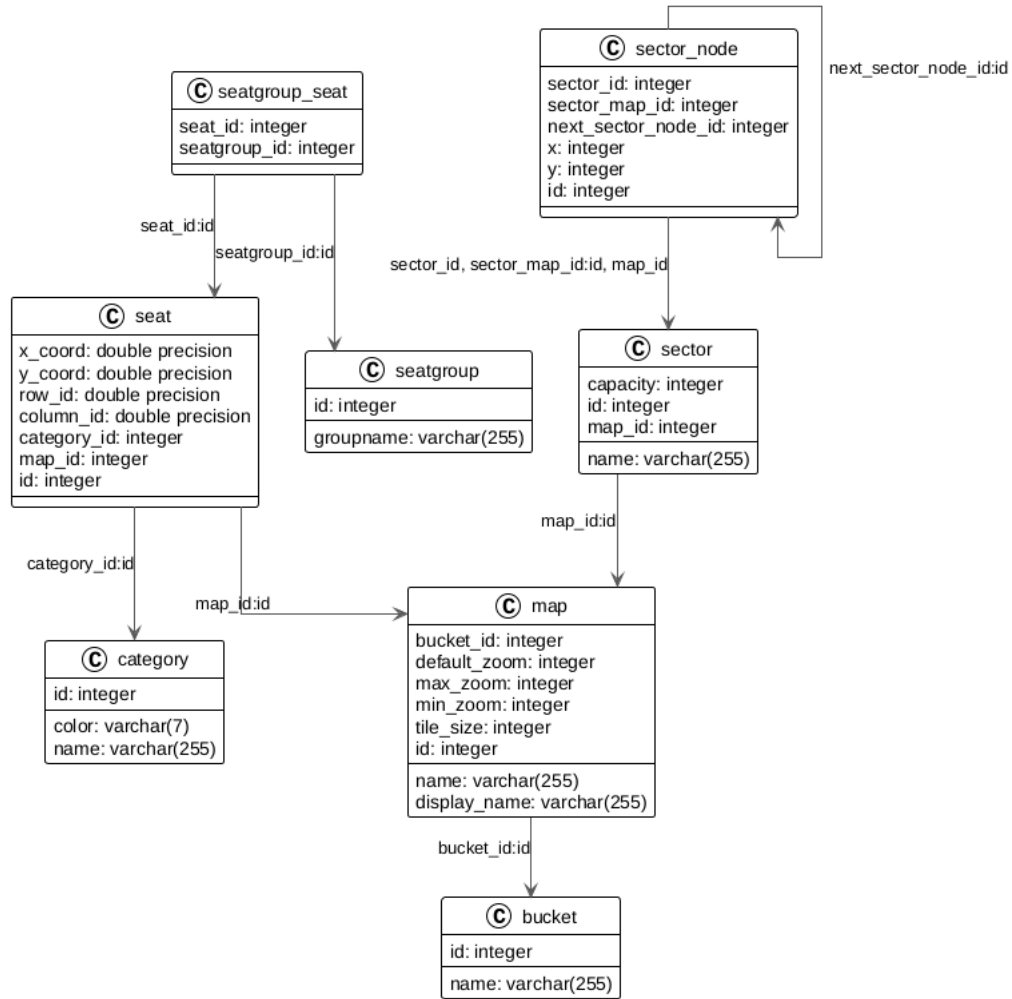 C sector_node
sector_id: integer
sector_map_id: integer
next_sector_node_id: integer
x: integer
y: integer
id: integer
next_sector_node_id:id
C seatgroup_seat
seat_id: integer
seatgroup_id: integer
seat_id:id
seatgroup_id:id
sector_id, sector_map_id:id, map_id
C seat
x_coord: double precision
y_coord: double precision
row_id: double precision
column_id: double precision
category_id: integer
map_id: integer
id: integer
C seatgroup
id: integer
groupname: varchar(255)
C sector
capacity: integer
id: integer
map_id: integer
name: varchar(255)
category_id:id
map_id:id
map_id:id
C category
id: integer
color: varchar(7)
name: varchar(255)
C map
bucket_id: integer
default_zoom: integer
max_zoom: integer
min_zoom: integer
tile_size: integer
id: integer
name: varchar(255)
display_name: varchar(255)
bucket_id:id
C bucket
id: integer
name: varchar(255)